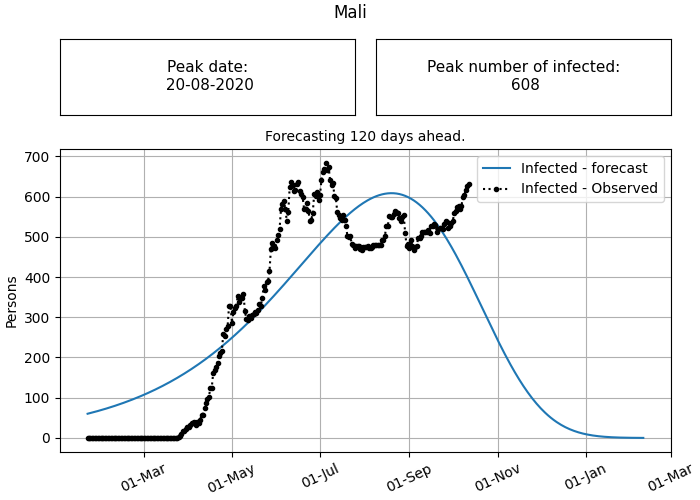 Mali
Peak date:
20-08-2020
Peak number of infected:
608
Forecasting 120 days ahead.
Infected - forecast
Infected - Observed
Persons
700
600
500
400
300
200
100
0
01-Mar
01-May
01-Jul
01-Sep
01-Nov
01-Jan
01-Mar